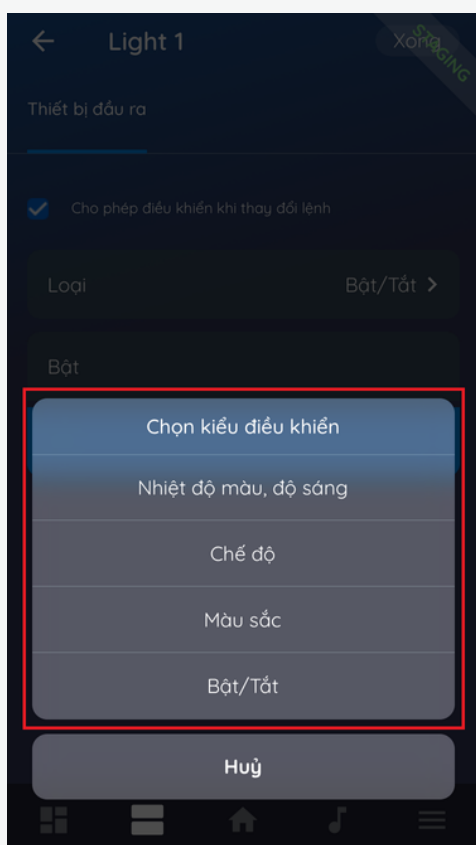 Light 1
Xong
STAGING
Thiết bị đầu ra
Cho phép điều khiển khi thay đổi lệnh
Loại
Bật/Tắt
Bật
Chọn kiểu điều khiển
Nhiệt độ màu, độ sáng
Chế độ
Màu sắc
Bật/Tắt
Huỷ